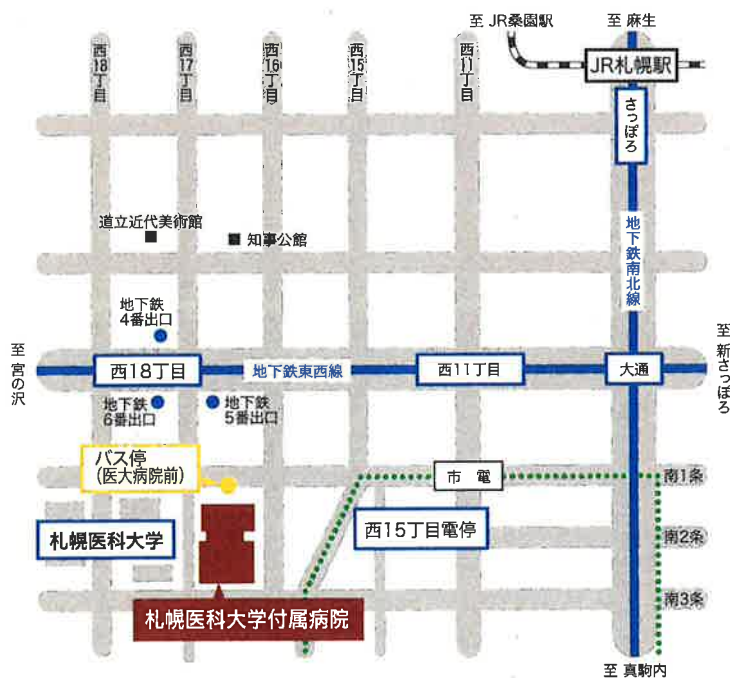 至 JR桑園駅
至 麻生
西18丁目
西17丁目
西16丁目
西15丁目
西11丁目
JR札幌駅
さっぽろ
地下鉄南北線
道立近代美術館
知事公館
地下鉄
4番出口
至 宮の沢
西18丁目
地下鉄東西線
西11丁目
大通
至 新さっぽろ
地下鉄
6番出口
地下鉄
5番出口
バス停
(医大病院前)
市 電
南1条
札幌医科大学
西15丁目電停
南2条
南3条
札幌医科大学付属病院
至 真駒内